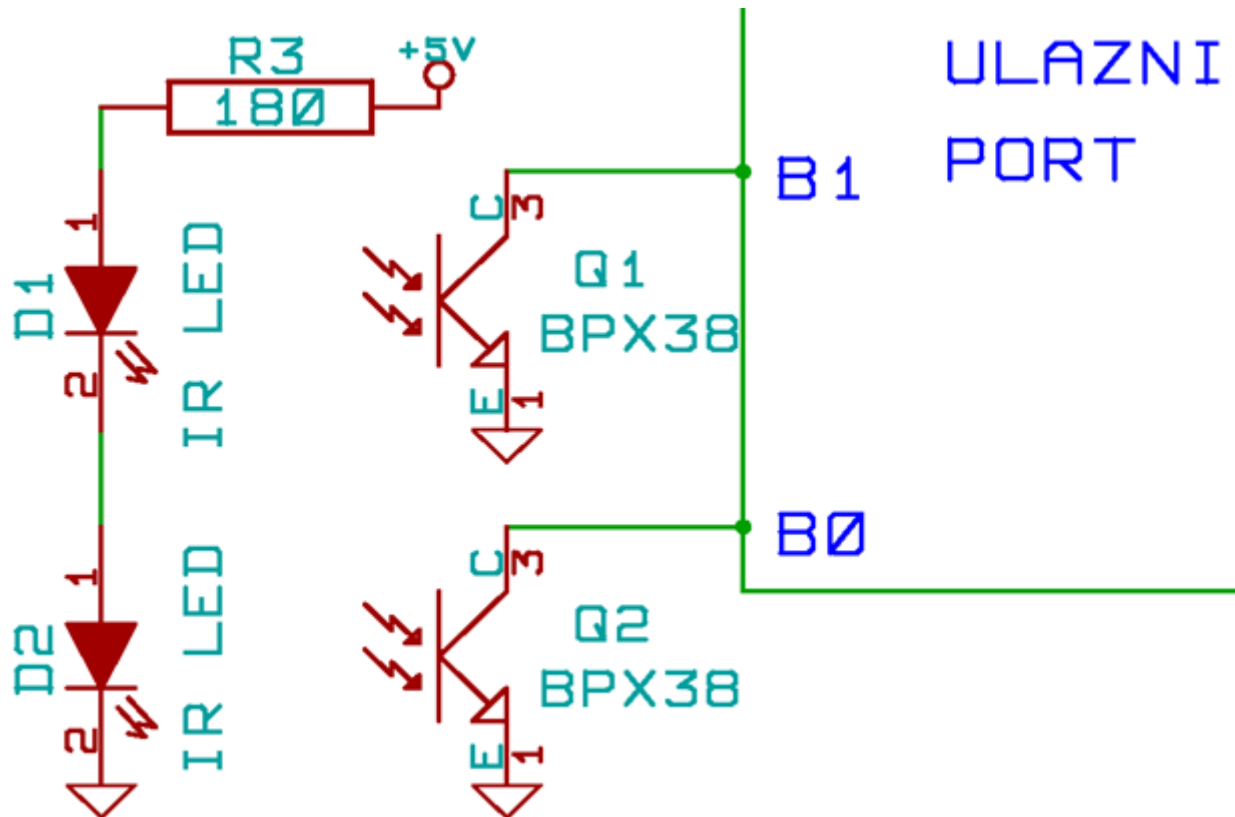 R3
+5V
180
ULAZNI
PORT
B1
1
D1
2
IR LED
C
3
Q1
BPX38
E
1
B0
1
D2
2
IR LED
C
3
Q2
BPX38
E
1